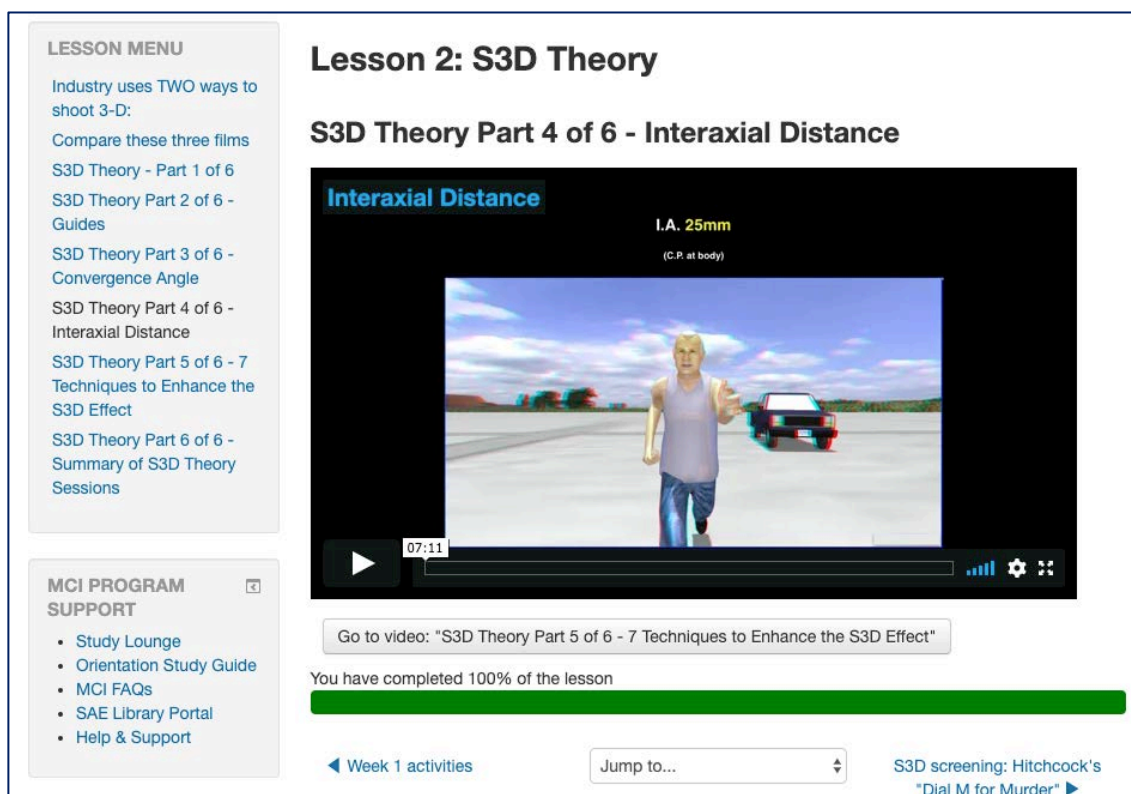 LESSON MENU
Industry uses TWO ways to
shoot 3-D:
Compare these three films
S3D Theory - Part 1 of 6
S3D Theory Part 2 of 6 -
Guides
S3D Theory Part 3 of 6 -
Convergence Angle
S3D Theory Part 4 of 6 -
Interaxial Distance
S3D Theory Part 5 of 6 - 7
Techniques to Enhance the
S3D Effect
S3D Theory Part 6 of 6 -
Summary of S3D Theory
Sessions
MCI PROGRAM
SUPPORT
• Study Lounge
• Orientation Study Guide
• MCI FAQs
• SAE Library Portal
• Help & Support
Lesson 2: S3D Theory
S3D Theory Part 4 of 6 - Interaxial Distance
Interaxial Distance
I.A. 25mm
(C.P. at body)
07:11
Go to video: "S3D Theory Part 5 of 6 - 7 Techniques to Enhance the S3D Effect"
You have completed 100% of the lesson
◀ Week 1 activities
Jump to...
S3D screening: Hitchcock's
"Dial M for Murder" ▶